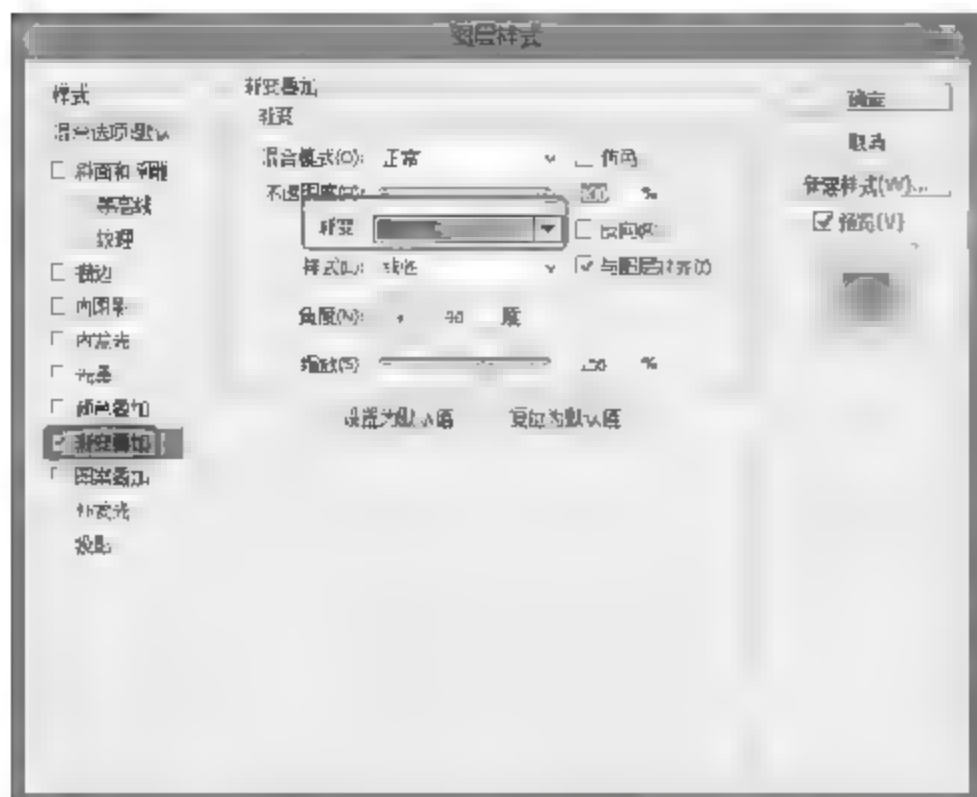 图层样式
样式
混合选项:默认
斜面和浮雕
等高线
纹理
描边
内阴影
内发光
光泽
颜色叠加
渐变叠加
图案叠加
外发光
投影
渐变叠加
渐变
混合模式(O): 正常 仿色
不透明度(P): 100 %
渐变 反向(R)
样式(L): 线性 与图层对齐(I)
角度(N): 90 度
缩放(S) %
设置为默认值 复位为默认值
确定
取消
新建样式(W)...
预览(V)